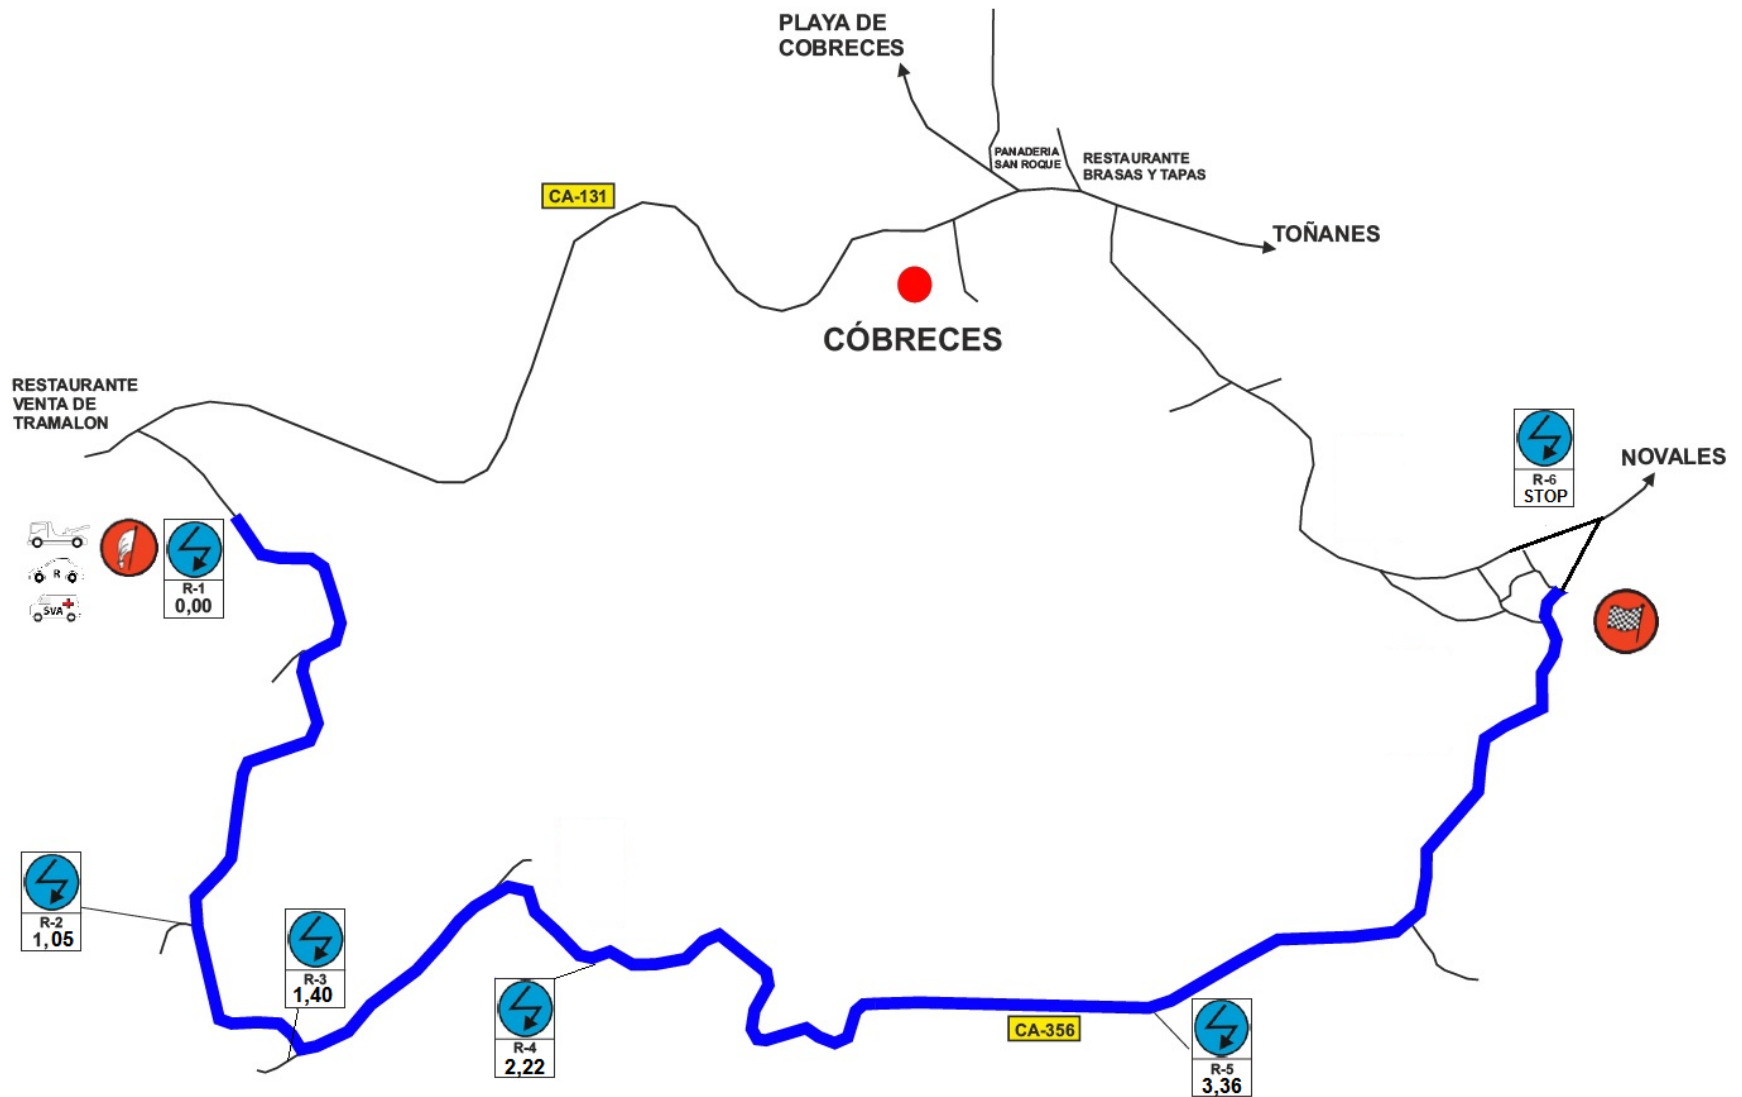 PLAYA DE
COBRECES
PANADERIA
SAN ROQUE
RESTAURANTE
BRASAS Y TAPAS
CA-131
TOÑANES
CÓBRECES
RESTAURANTE
VENTA DE
TRAMALON
NOVALES
R-6
STOP
R
SVA
R-1
0,00
R-2
1,05
R-3
1,40
R-4
2,22
CA-356
R-5
3,36